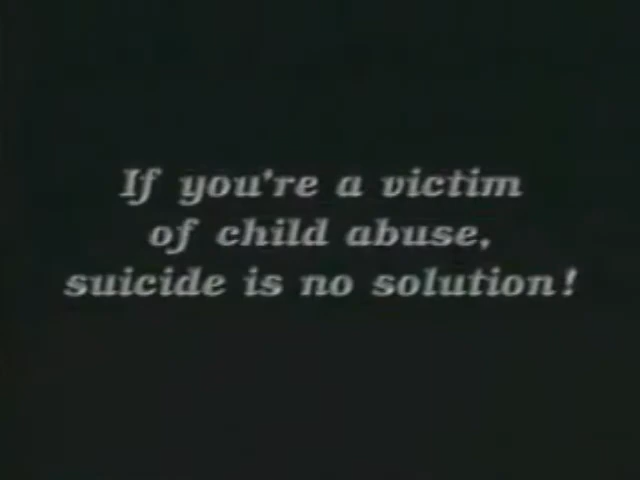 If you're a victim
of child abuse,
suicide is no solution!